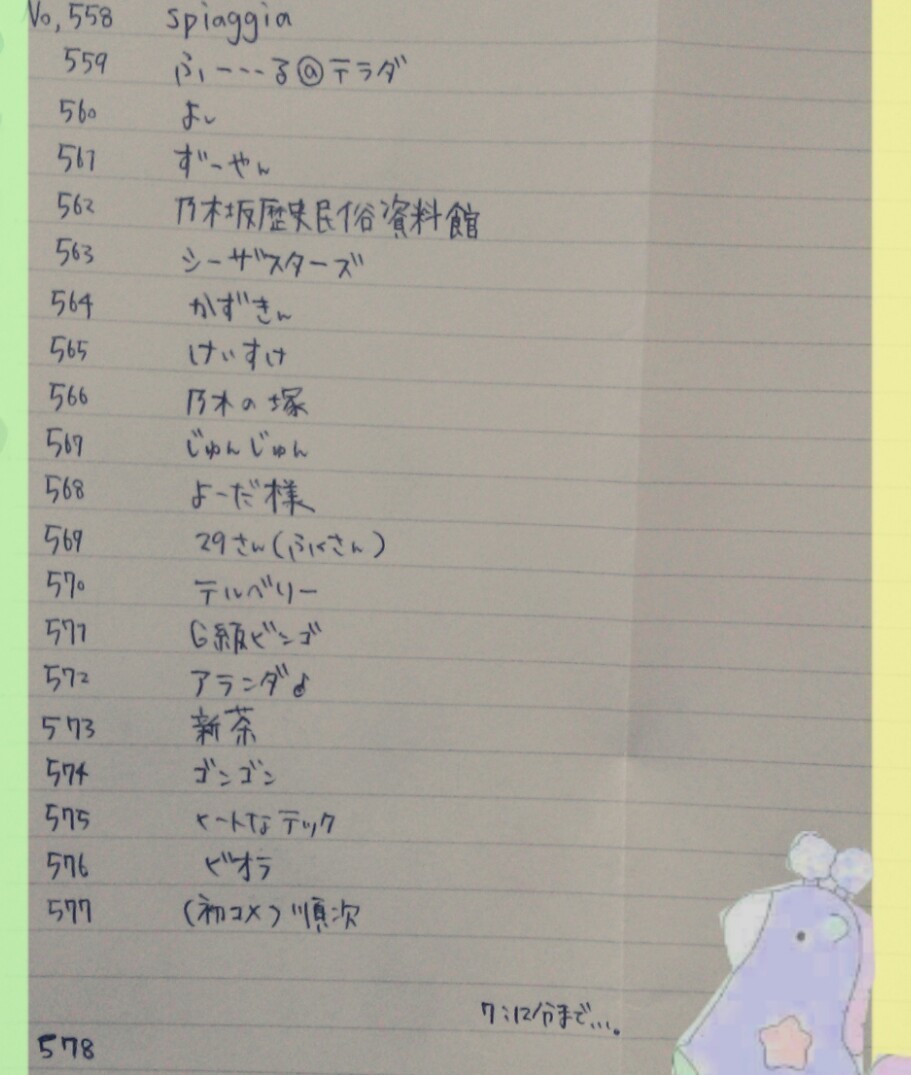 No, 558 spiaggia
559 ふー---る@テラダ
560 よし
561 ずーやん
562 乃木坂歴史民俗資料館
563 シーザスターズ
564 かずきん
565 けいすけ
566 乃木の塚
567 じゅんじゅん
568 よーだ様
569 29さん(ふくさん)
570 テルベリー
571 G級ビンゴ
572 アランダ♪
573 新茶
574 ゴンゴン
575 ハートなテック
576 ビオラ
577 (初コメ)順次
7:12分まで...。
578